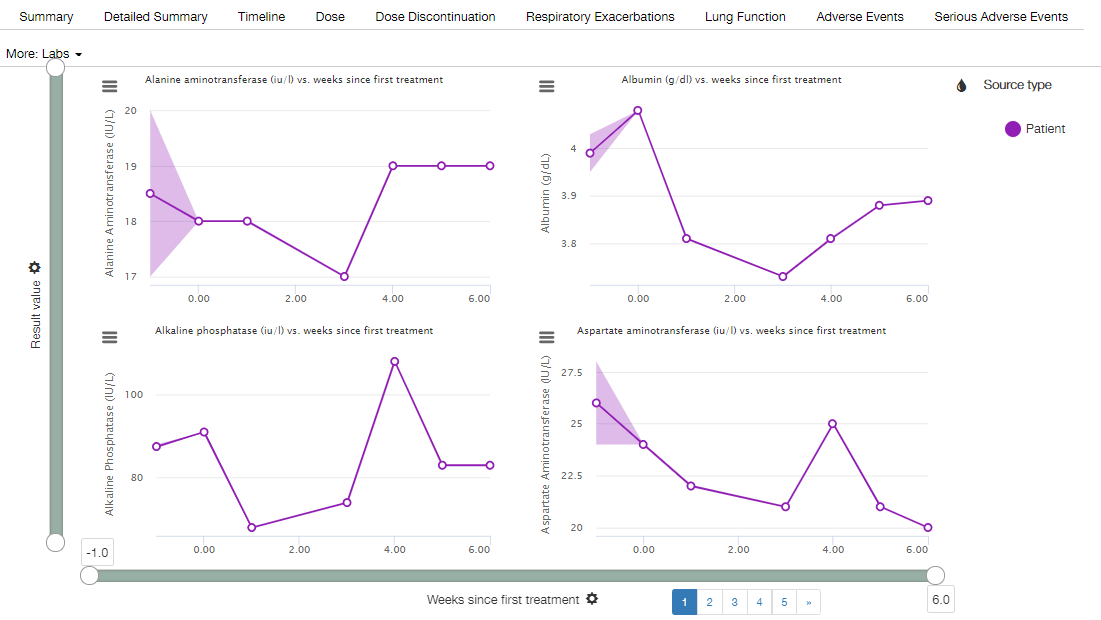 Summary Detailed Summary Timeline Dose Dose Discontinuation Respiratory Exacerbations Lung Function Adverse Events Serious Adverse Events
More: Labs
Alanine aminotransferase (iu/l) vs. weeks since first treatment
Alanine Aminotransferase (IU/L)
20
19
18
17
0.00 2.00 4.00 6.00
Albumin (g/dl) vs. weeks since first treatment
Albumin (g/dL)
4
3.9
3.8
0.00 2.00 4.00 6.00
Source type
Patient
Result value
Alkaline phosphatase (iu/l) vs. weeks since first treatment
Alkaline Phosphatase (IU/L)
100
80
0.00 2.00 4.00 6.00
Aspartate aminotransferase (iu/l) vs. weeks since first treatment
Aspartate Aminotransferase (IU/L)
27.5
25
22.5
20
0.00 2.00 4.00 6.00
-1.0
Weeks since first treatment
1 2 3 4 5 »
6.0